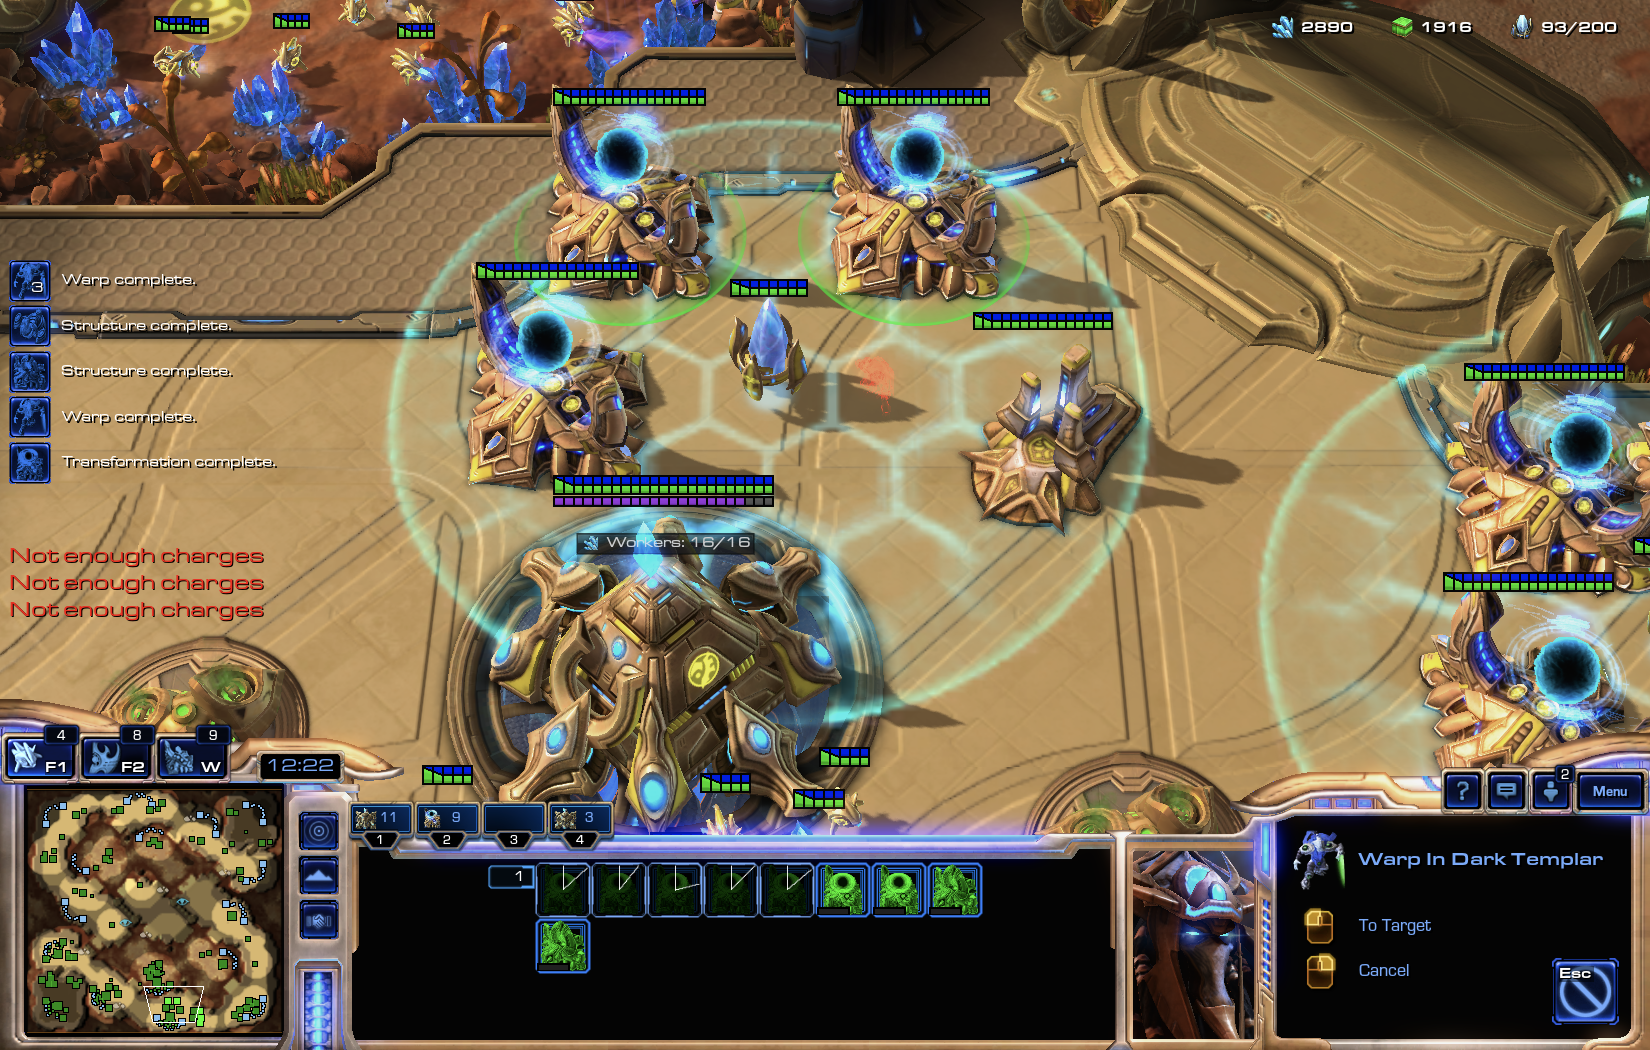 2890 1916 93/200
3 Warp complete.
Structure complete.
Structure complete.
Warp complete.
Transformation complete.
Workers: 16/16
Not enough charges
Not enough charges
Not enough charges
4 8 9
F1 F2 W
12:22
2
? Menu
11 9 3
1 2 3 4
1
Warp In Dark Templar
To Target
Cancel
Esc